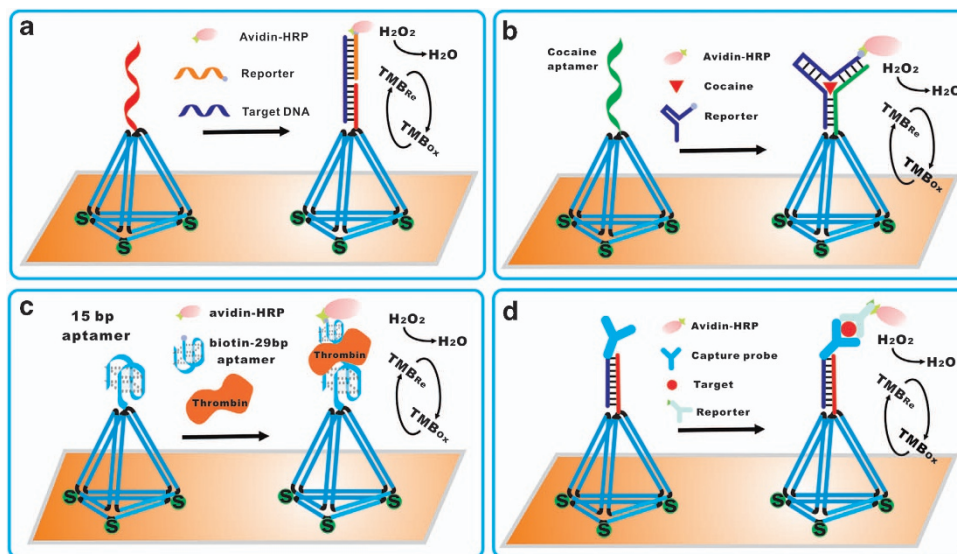 a
Avidin-HRP
Reporter
Target DNA
H₂O₂
H₂O
TMBRe
TMBOx
S
S
S
b
Cocaine
aptamer
Avidin-HRP
Cocaine
Reporter
H₂O₂
H₂O
TMBRe
TMBOx
S
S
S
S
S
S
S
S
S
c
15 bp
aptamer
avidin-HRP
biotin-29bp
aptamer
Thrombin
Thrombin
H₂O₂
H₂O
TMBRe
TMBOx
S
S
S
S
S
S
d
Avidin-HRP
Capture probe
Target
Reporter
Target
H₂O₂
H₂O
TMBRe
TMBOx
S
S
S
S
S
S